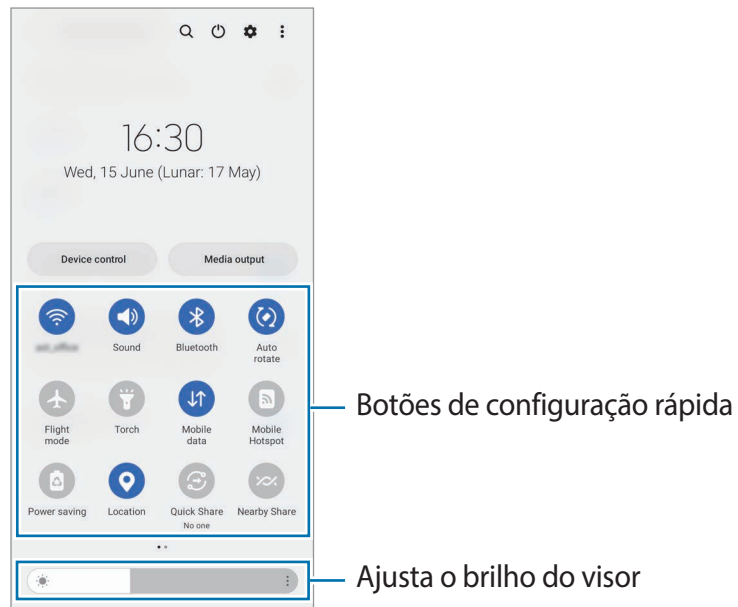 16:30
Wed, 15 June (Lunar: 17 May)
Device control
Media output
Sound
Bluetooth
Auto
rotate
Flight
mode
Torch
Mobile
data
Mobile
Hotspot
Botões de configuração rápida
Power saving
Location
Quick Share
No one
Nearby Share
Ajusta o brilho do visor